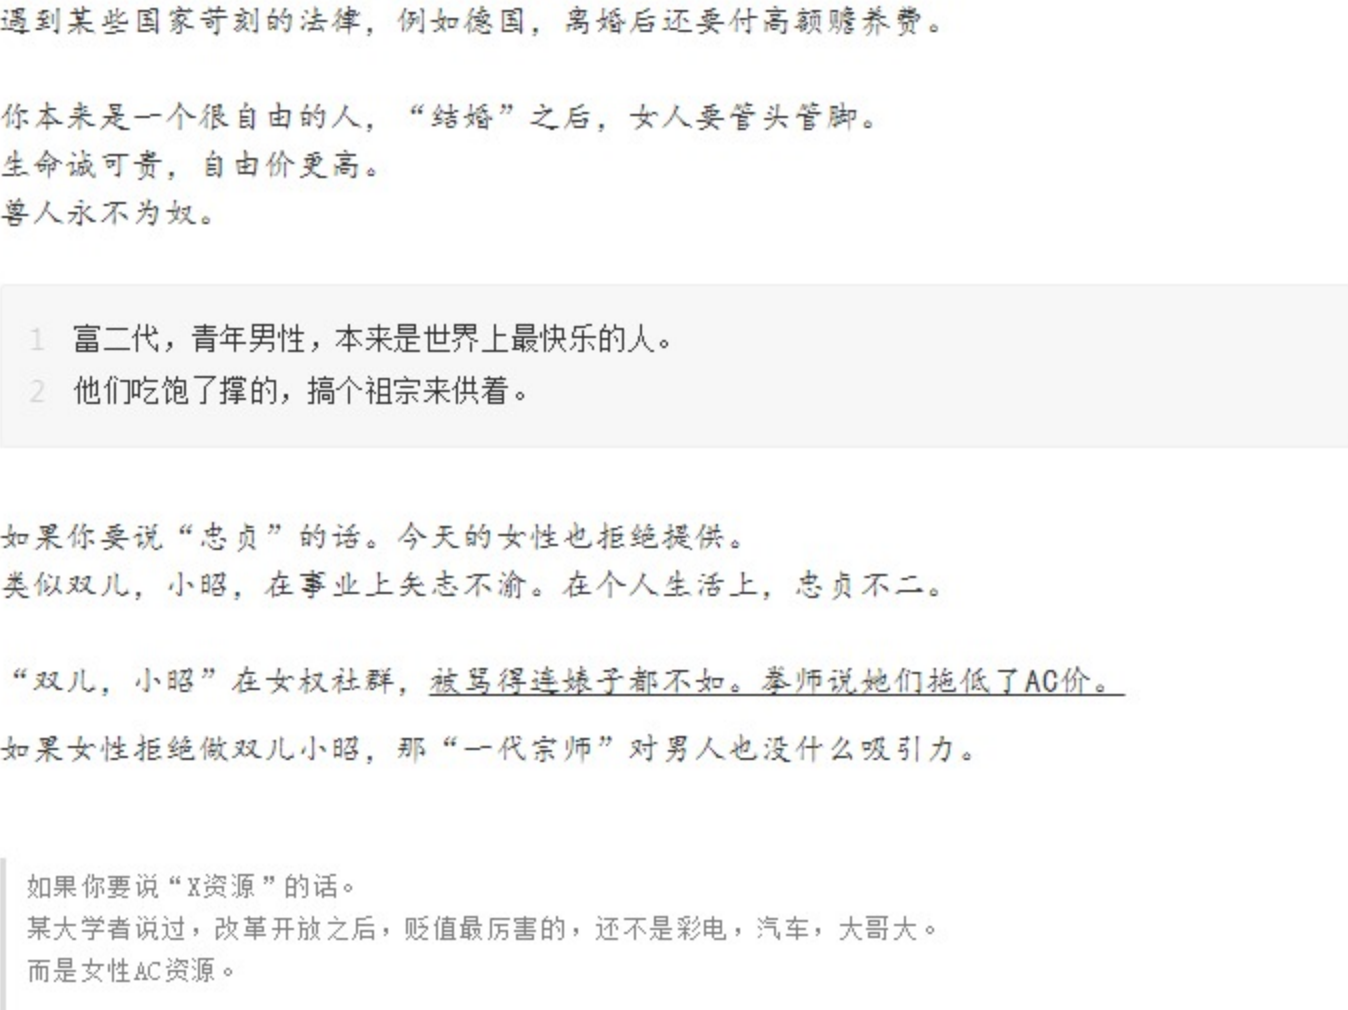 遇到某些国家苛刻的法律，例如德国，离婚后还要付高额赡养费。
你本来是一个很自由的人，“结婚”之后，女人要管头管脚。
生命诚可贵，自由价更高。
兽人永不为奴。
1 富二代，青年男性，本来是世界上最快乐的人。
2 他们吃饱了撑的，搞个祖宗来供着。
如果你要说“忠贞”的话。今天的女性也拒绝提供。
类似双儿，小昭，在事业上矢志不渝。在个人生活上，忠贞不二。
“双儿，小昭”在女权社群，被骂得连婊子都不如。拳师说她们拖低了AC价。
如果女性拒绝做双儿小昭，那“一代宗师”对男人也没什么吸引力。
如果你要说“X资源”的话。
某大学者说过，改革开放之后，贬值最厉害的，还不是彩电，汽车，大哥大。
而是女性AC资源。